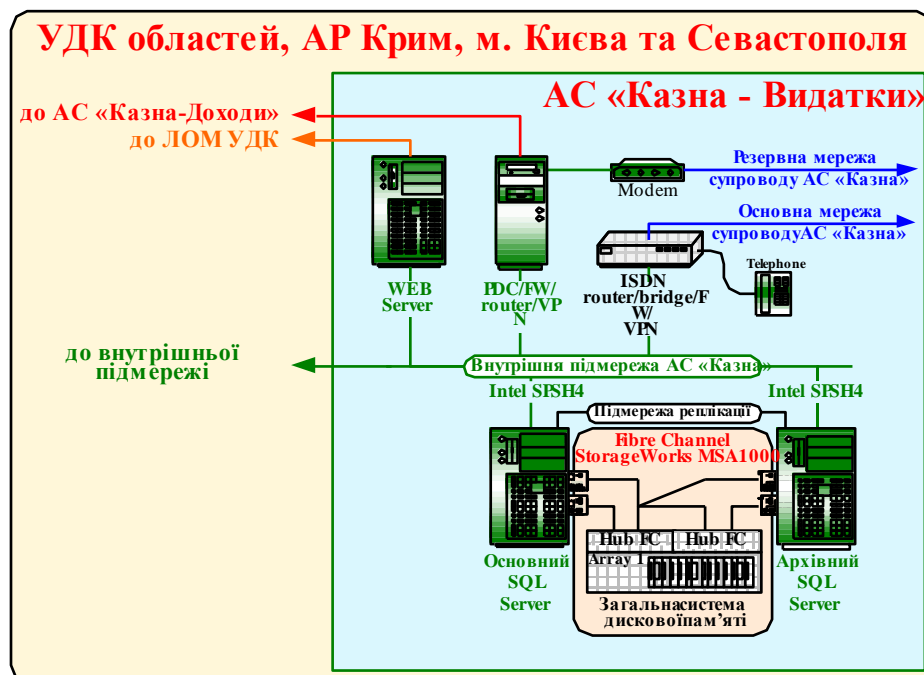 УДК областей, АР Крим, м. Києва та Севастополя
АС «Казна - Видатки»
до АС «Казна-Доходи»
до ЛОМ УДК
Modem
Резервна мережа
супроводу АС «Казна»
Основна мережа
супроводуАС «Казна»
Telephone
WEB
Server
PDC/FW/
router/VP
N
ISDN
router/bridge/F
W/
VPN
до внутрішньої
підмережі
Внутрішня підмережа АС «Казна»
Intel SPSH4
Intel SPSH4
Підмережа реплікації
Fibre Channel
StorageWorks MSA1000
Hub FC
Hub FC
Array 1
Основний
SQL
Server
Архівний
SQL
Server
Загальнасистема
дисковоїпам’яті